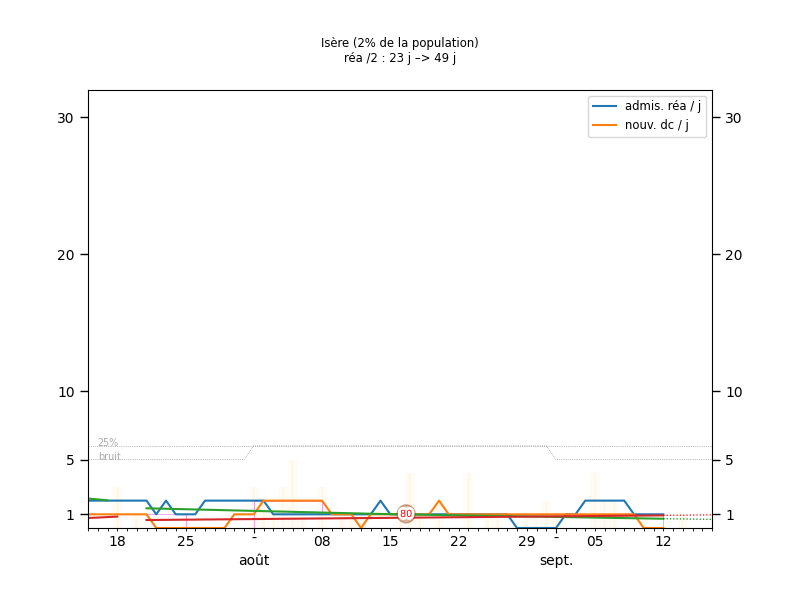 Isère (2% de la population)
réa /2 : 23 j –> 49 j
admis. réa / j
nouv. dc / j
30 30
20 20
10 10
25%
bruit
5 5
80
1 1
18 25 - 08 15 22 29 - 05 12
août sept.